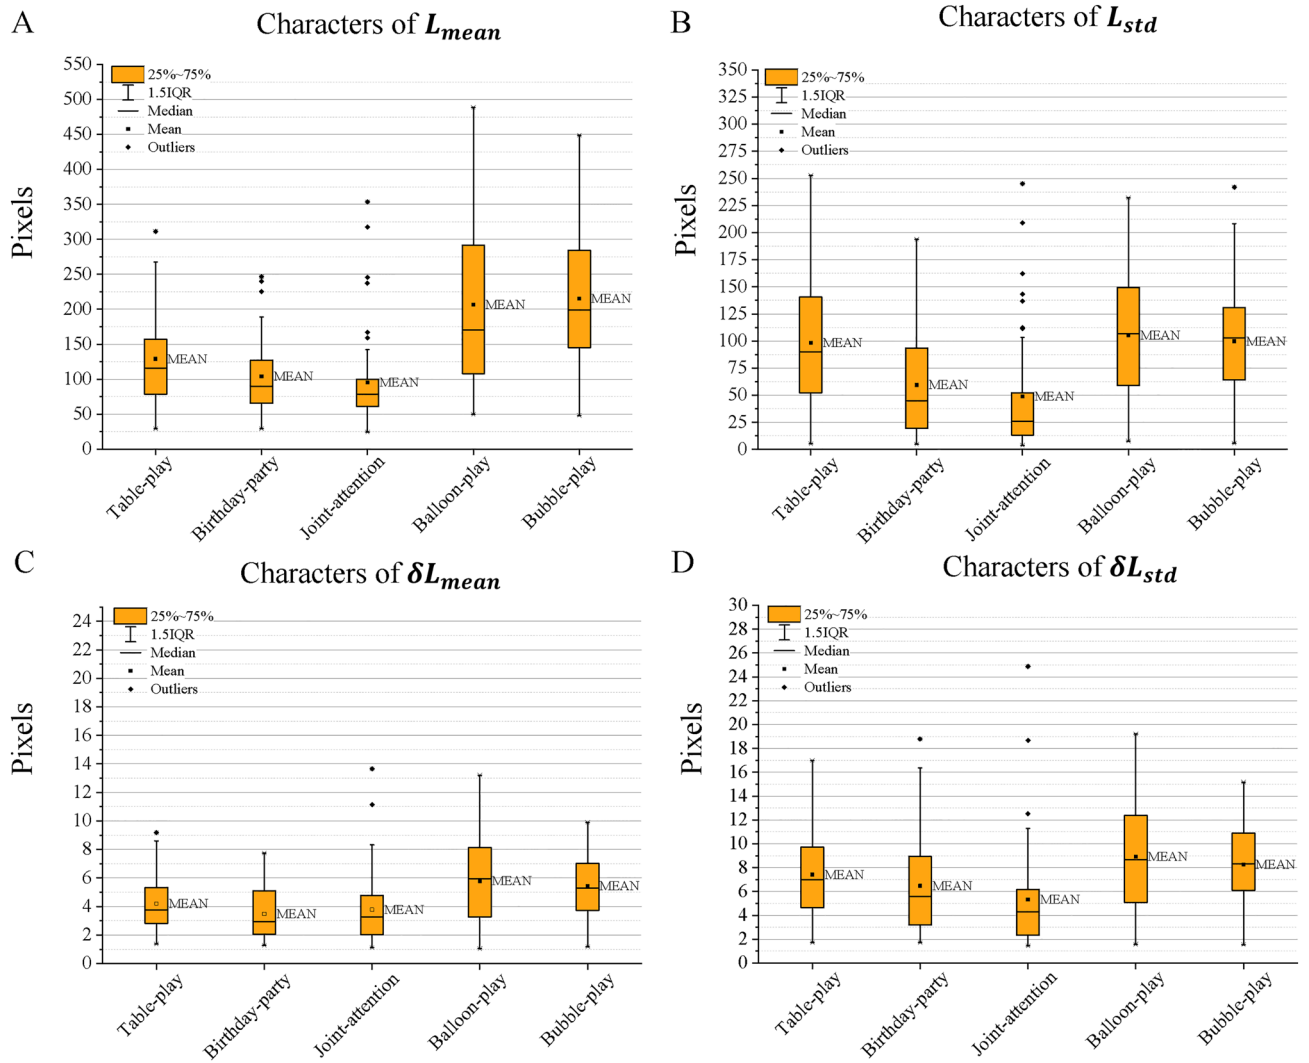 A
Characters of L_mean
Pixels
550
500
450
400
350
300
250
200
150
100
50
0
25%~75%
1.5IQR
Median
Mean
Outliers
MEAN
MEAN
MEAN
MEAN
MEAN
Table-play
Birthday-party
Joint-attention
Balloon-play
Bubble-play
B
Characters of L_std
Pixels
350
325
300
275
250
225
200
175
150
125
100
75
50
25
0
25%~75%
1.5IQR
Median
Mean
Outliers
MEAN
MEAN
MEAN
MEAN
MEAN
Table-play
Birthday-party
Joint-attention
Balloon-play
Bubble-play
C
Characters of δL_mean
Pixels
24
22
20
18
16
14
12
10
8
6
4
2
0
25%~75%
1.5IQR
Median
Mean
Outliers
MEAN
MEAN
MEAN
MEAN
MEAN
Table-play
Birthday-party
Joint-attention
Balloon-play
Bubble-play
D
Characters of δL_std
Pixels
30
28
26
24
22
20
18
16
14
12
10
8
6
4
2
0
25%~75%
1.5IQR
Median
Mean
Outliers
MEAN
MEAN
MEAN
MEAN
MEAN
Table-play
Birthday-party
Joint-attention
Balloon-play
Bubble-play